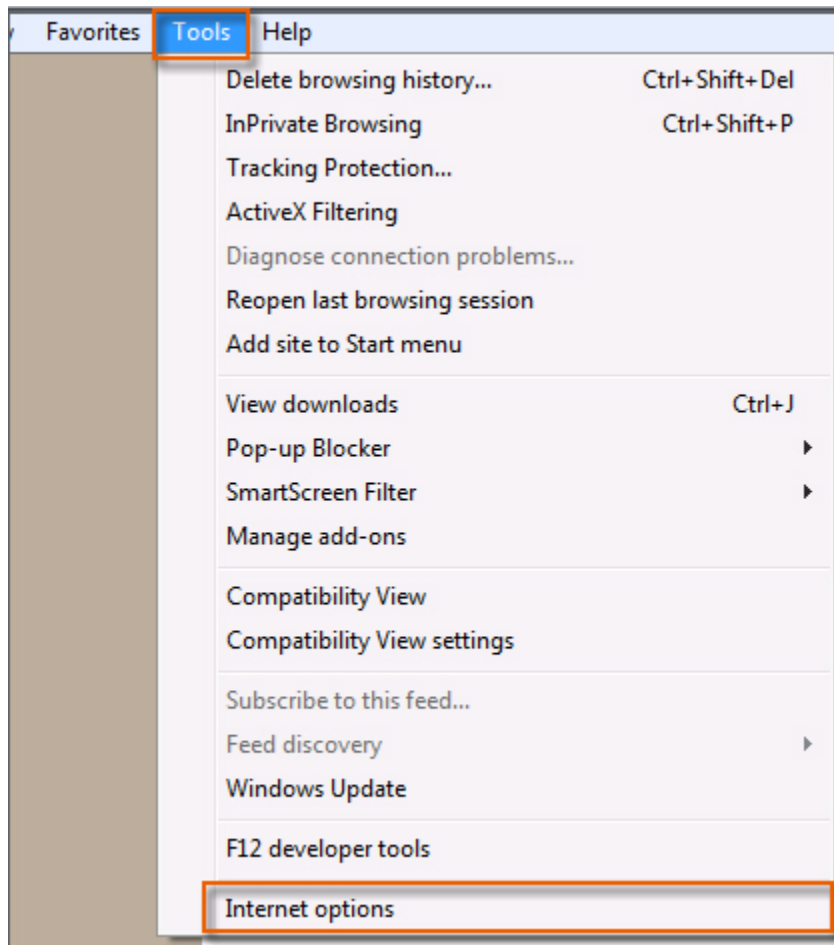 Favorites Tools Help
Delete browsing history... Ctrl+Shift+Del
InPrivate Browsing Ctrl+Shift+P
Tracking Protection...
ActiveX Filtering
Diagnose connection problems...
Reopen last browsing session
Add site to Start menu
View downloads Ctrl+J
Pop-up Blocker
SmartScreen Filter
Manage add-ons
Compatibility View
Compatibility View settings
Subscribe to this feed...
Feed discovery
Windows Update
F12 developer tools
Internet options